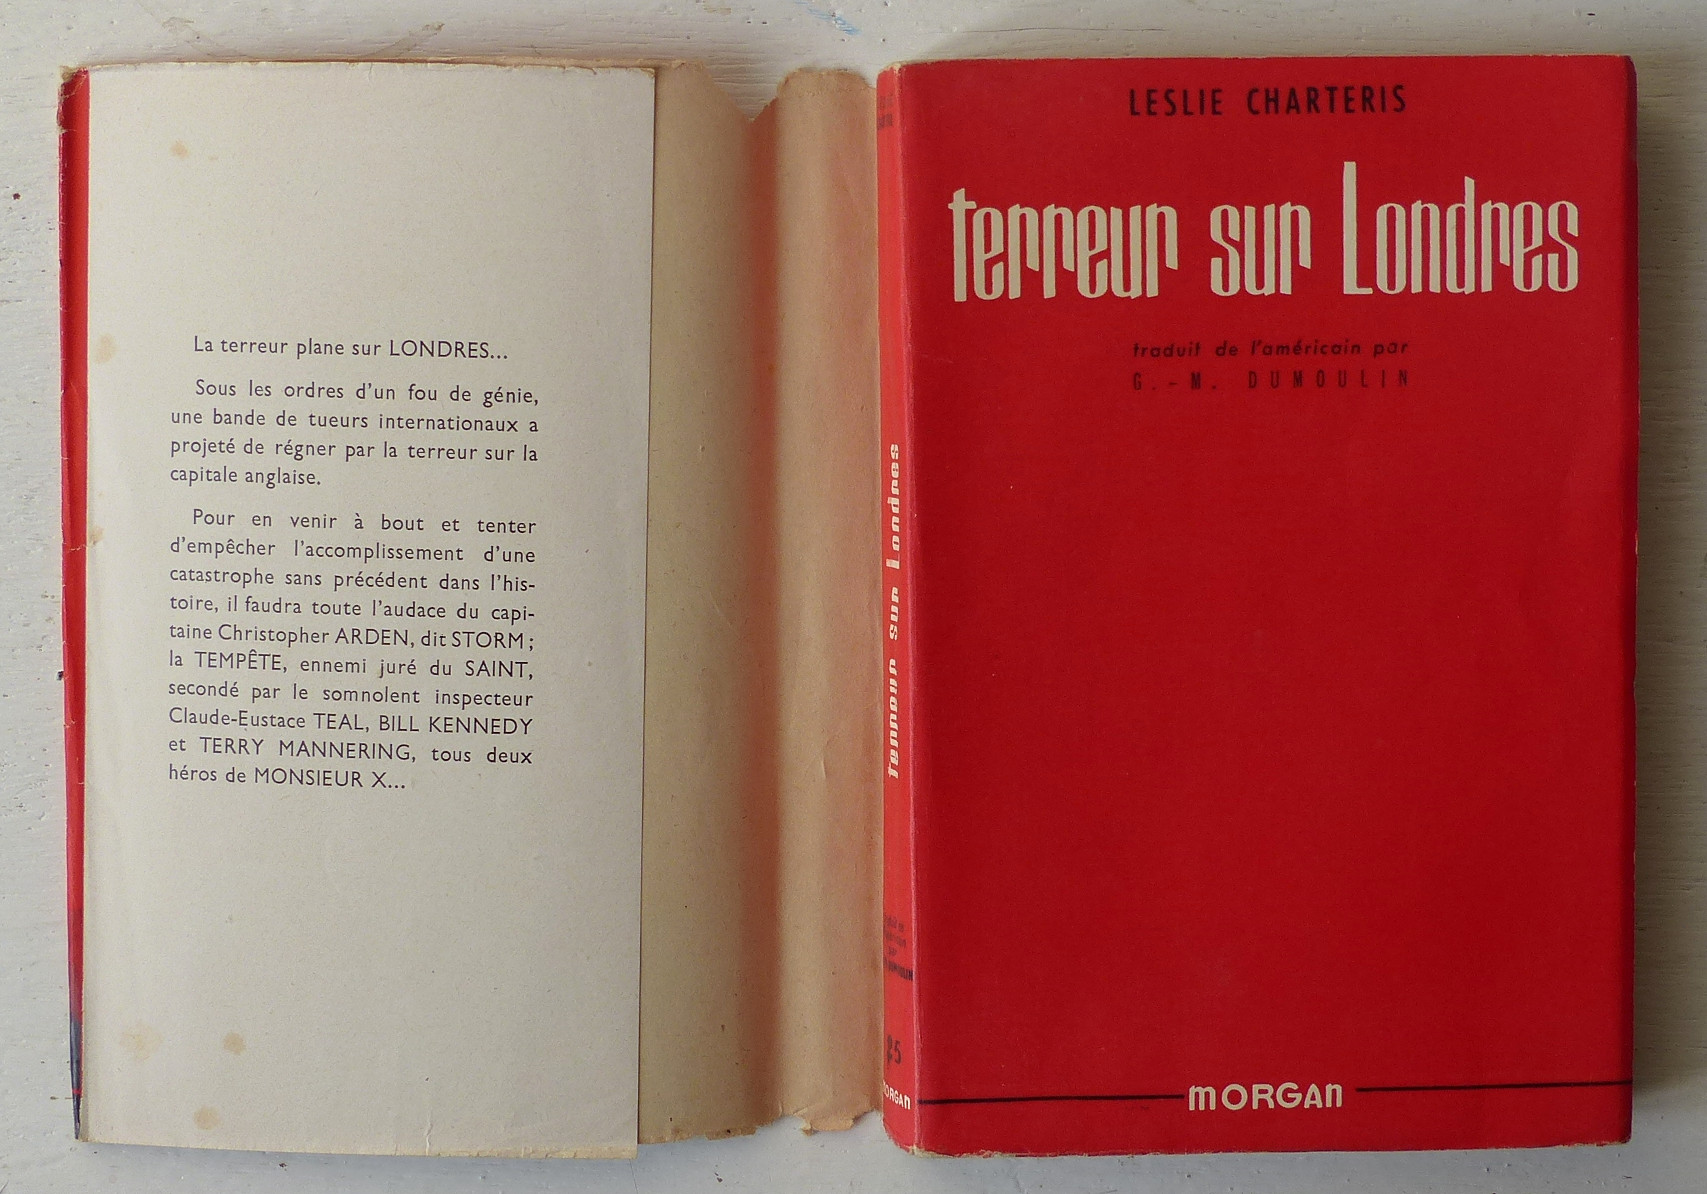 La terreur plane sur LONDRES...
Sous les ordres d'un fou de génie,
une bande de tueurs internationaux a
projeté de régner par la terreur sur la
capitale anglaise.
Pour en venir à bout et tenter
d'empêcher l'accomplissement d'une
catastrophe sans précédent dans l'his-
toire, il faudra toute l'audace du capi-
taine Christopher ARDEN, dit STORM ;
la TEMPÊTE, ennemi juré du SAINT,
secondé par le somnolent inspecteur
Claude-Eustace TEAL, BILL KENNEDY
et TERRY MANNERING, tous deux
héros de MONSIEUR X...
terreur sur Londres
MORGAN
LESLIE CHARTERIS
terreur sur Londres
traduit de l'américain par
G.-M. DUMOULIN
MORGAN